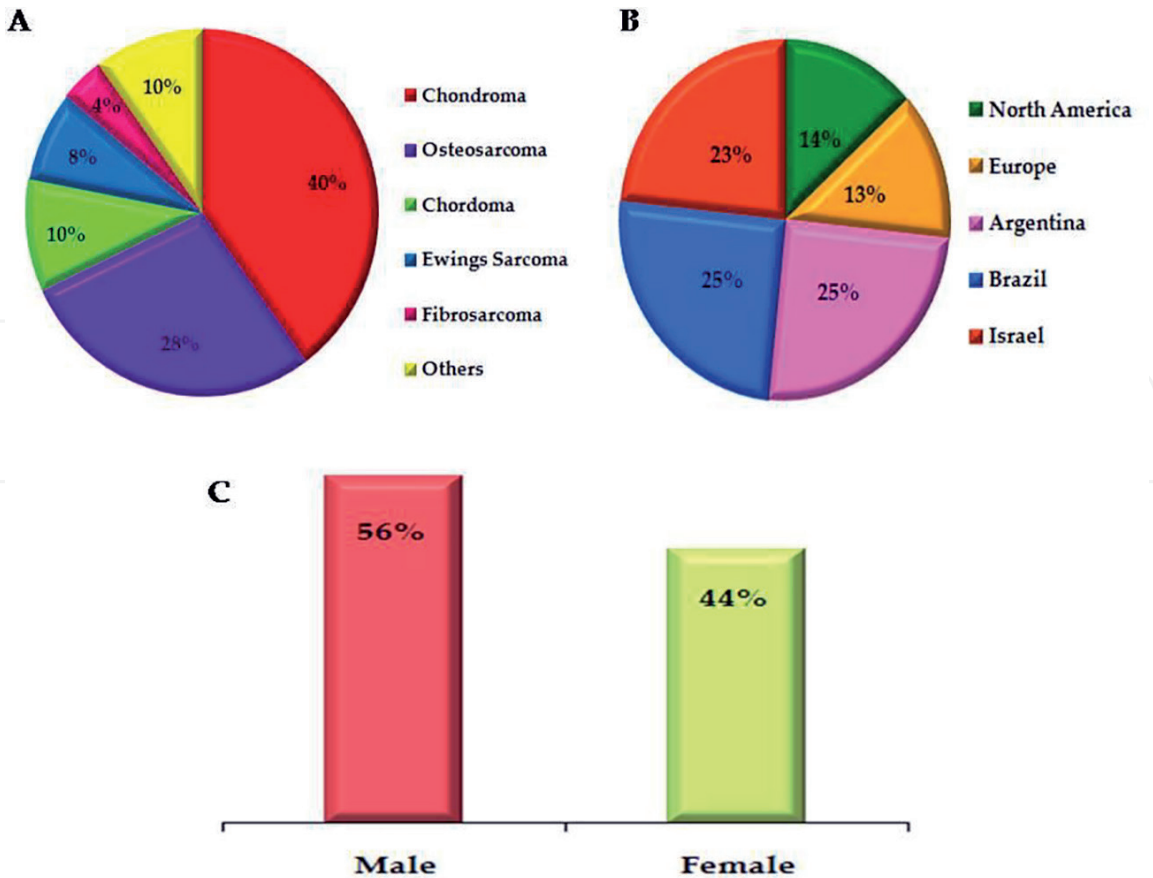 A
10%
4%
8%
10%
28%
40%
Chondroma
Osteosarcoma
Chordoma
Ewings Sarcoma
Fibrosarcoma
Others
B
14%
13%
25%
25%
23%
North America
Europe
Argentina
Brazil
Israel
C
56%
44%
Male
Female